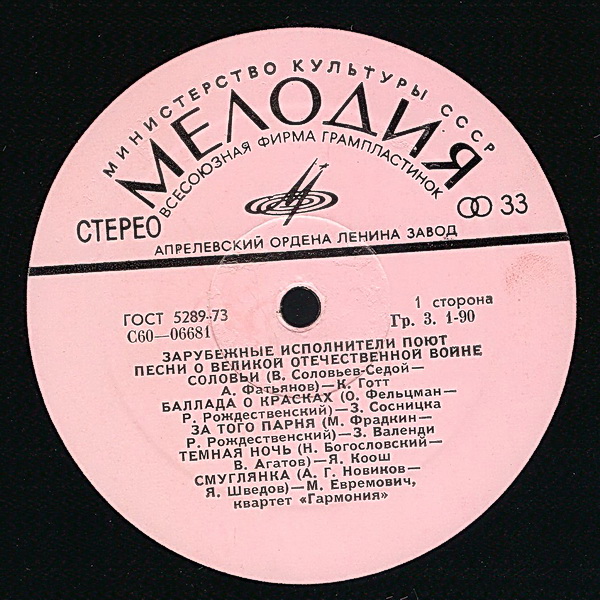 МИНИСТЕРСТВО КУЛЬТУРЫ СССР
МЕЛОДИЯ
ВСЕСОЮЗНАЯ ФИРМА ГРАМПЛАСТИНОК
СТЕРЕО
33
АПРЕЛЕВСКИЙ ОРДЕНА ЛЕНИНА ЗАВОД
ГОСТ 5289-73
1 сторона
С60—06681
Гр. 3. 1-90
ЗАРУБЕЖНЫЕ ИСПОЛНИТЕЛИ ПОЮТ
ПЕСНИ О ВЕЛИКОЙ ОТЕЧЕСТВЕННОЙ ВОЙНЕ
СОЛОВЬИ (В. Соловьев-Седой—
А. Фатьянов)—К. Готт
БАЛЛАДА О КРАСКАХ (О. Фельцман—
Р. Рождественский)—З. Сосницка
ЗА ТОГО ПАРНЯ (М. Фрадкин—
Р. Рождественский)—З. Валенди
ТЕМНАЯ НОЧЬ (Н. Богословский—
В. Агатов)—Я. Коош
СМУГЛЯНКА (А. Г. Новиков—
Я. Шведов)—М. Евремович,
квартет «Гармония»